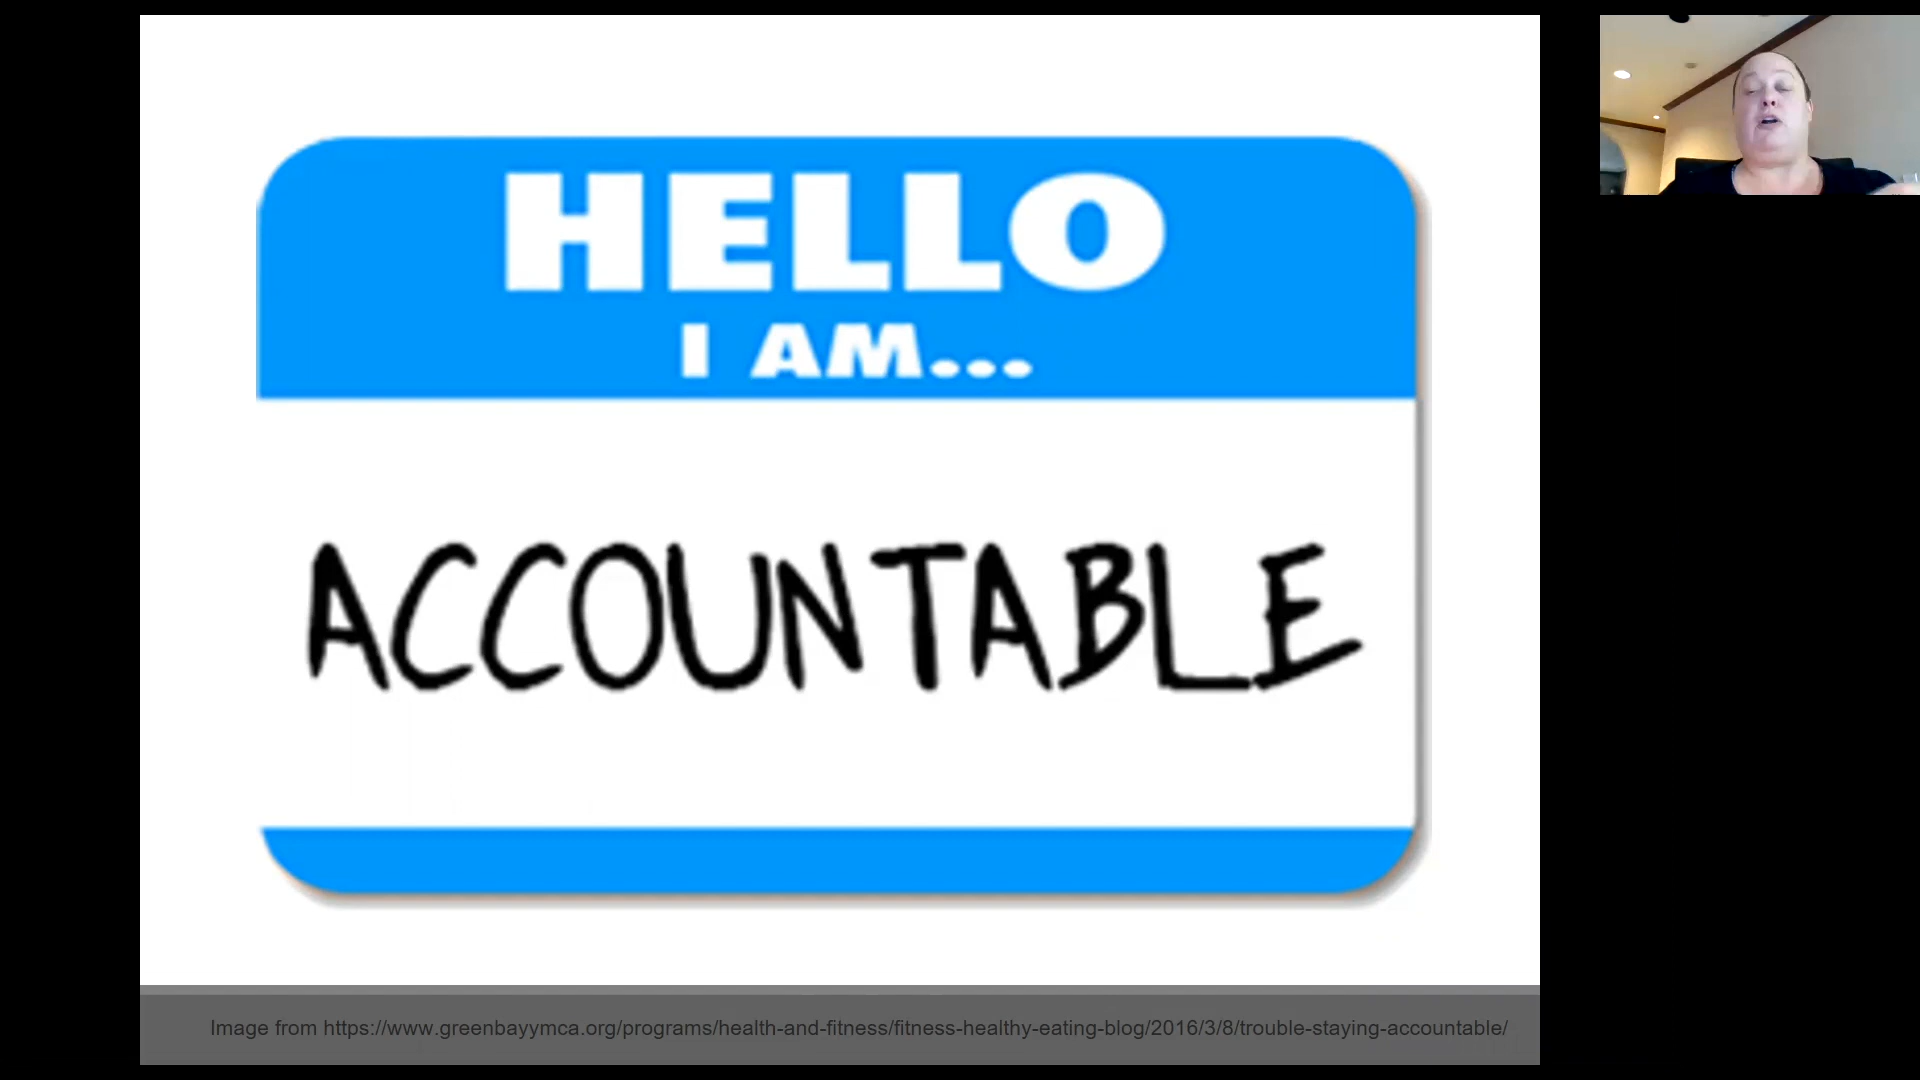 HELLO
I AM...
ACCOUNTABLE
Image from https://www.greenbayymca.org/programs/health-and-fitness/fitness-healthy-eating-blog/2016/3/8/trouble-staying-accountable/